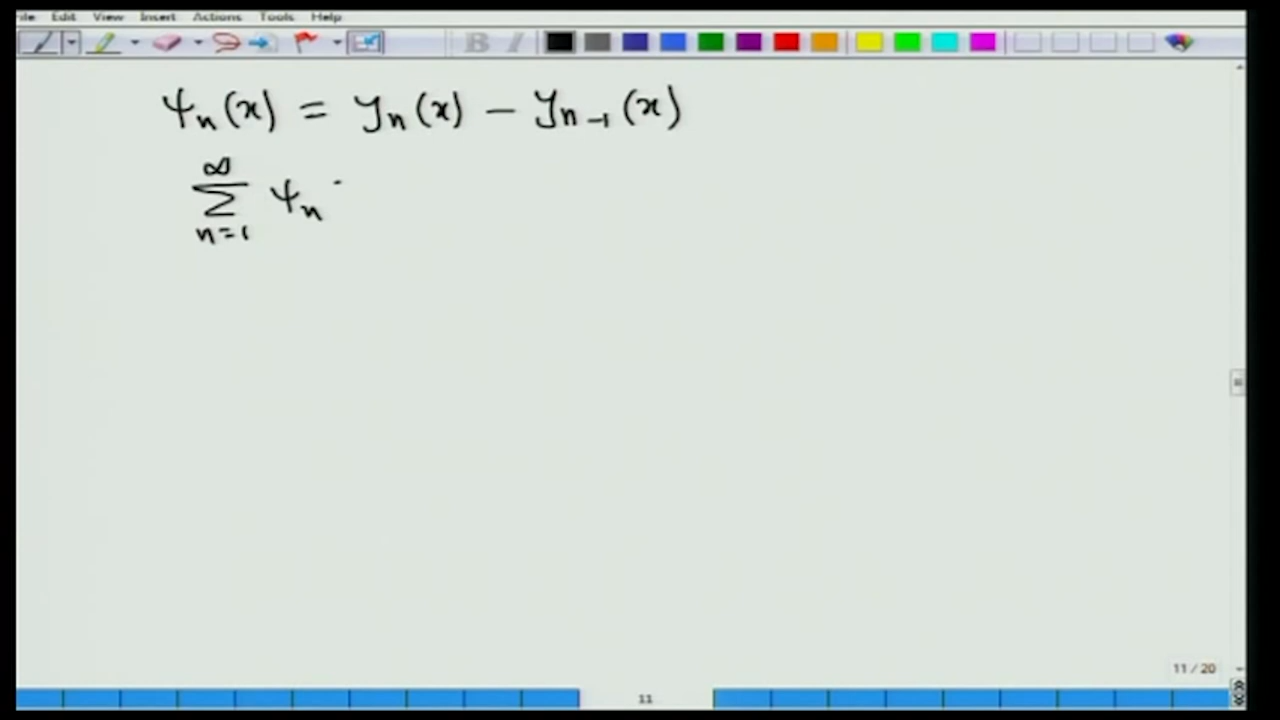 File Edit View Insert Actions Tools Help
B I
ψn(x) = yn(x) − yn−1(x)
∞
∑ ψn
n=1
11 / 20
11